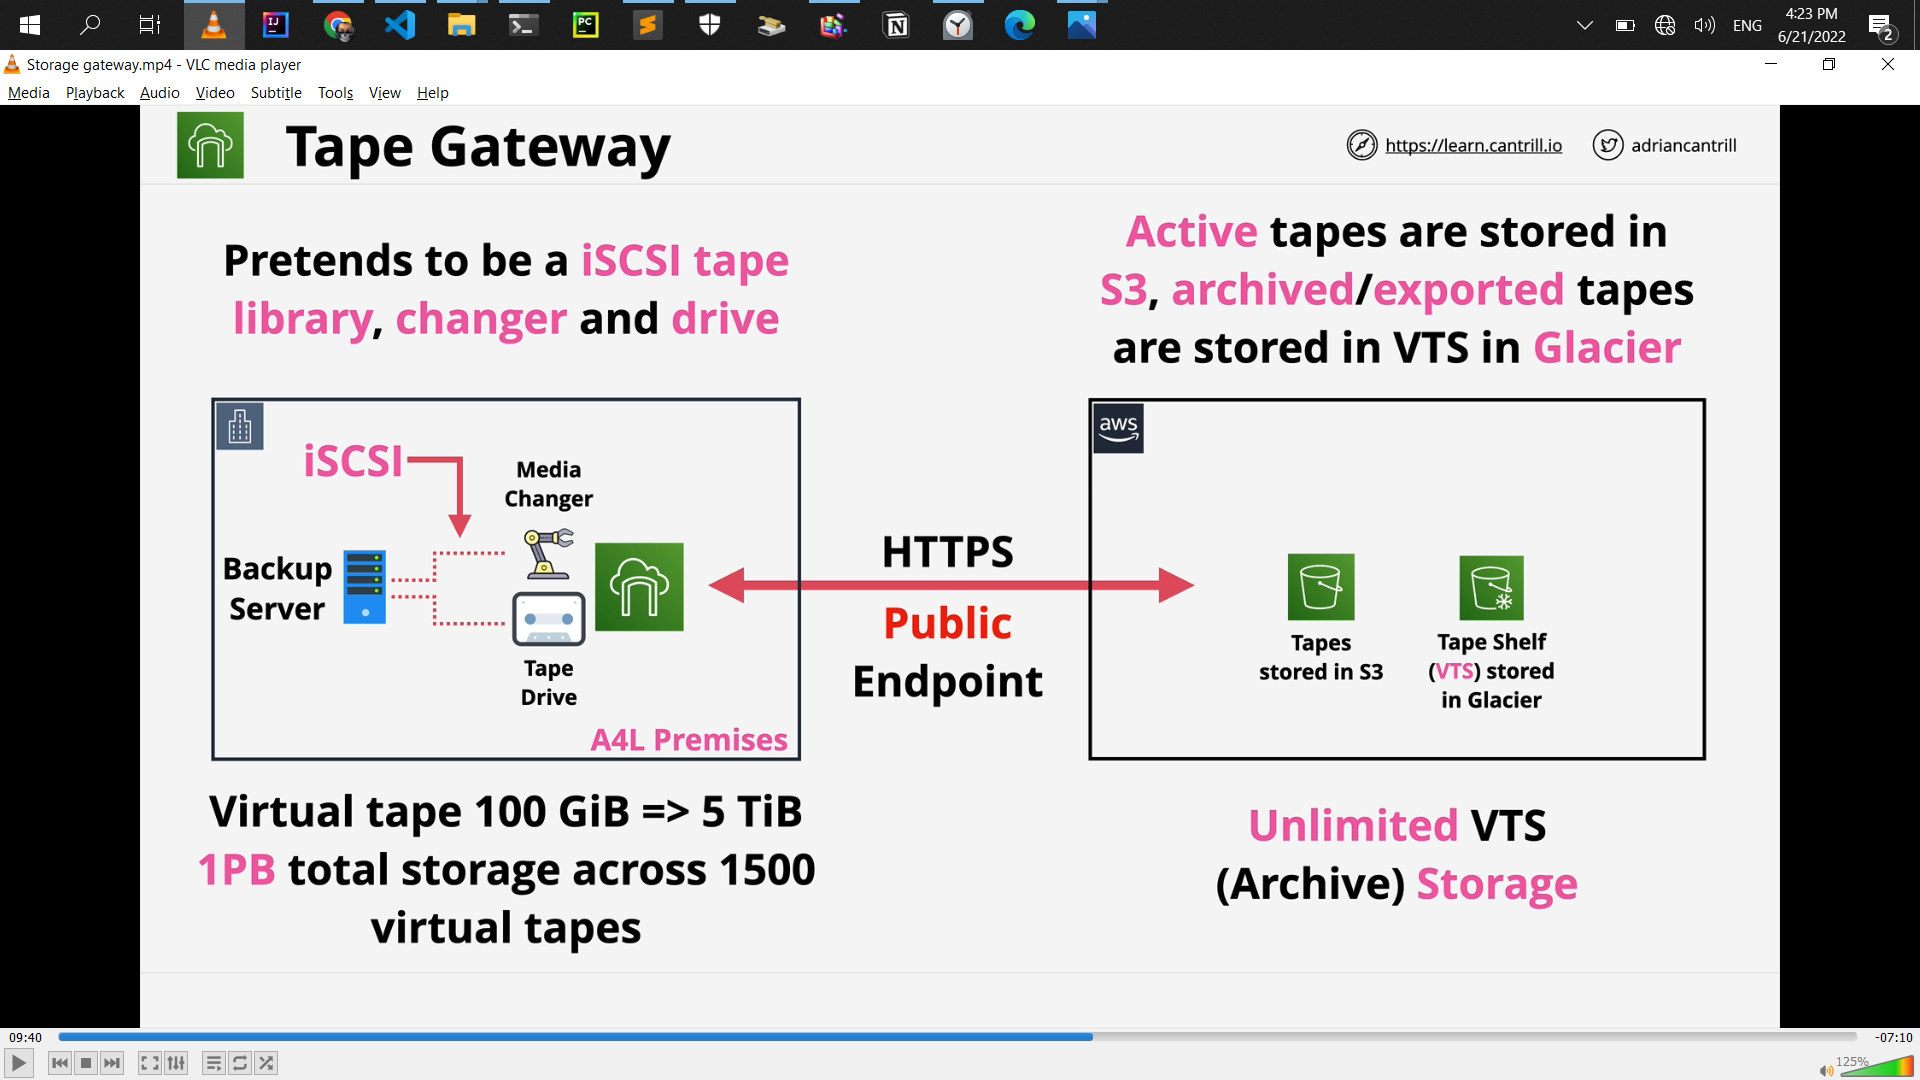 4:23 PM
ENG
6/21/2022
2
Storage gateway.mp4 - VLC media player
Media Playback Audio Video Subtitle Tools View Help
Tape Gateway
https://learn.cantrill.io
adriancantrill
Pretends to be a iSCSI tape
library, changer and drive
Active tapes are stored in
S3, archived/exported tapes
are stored in VTS in Glacier
iSCSI
Media
Changer
Backup
Server
Tape
Drive
A4L Premises
HTTPS
Public
Endpoint
aws
Tapes
stored in S3
Tape Shelf
(VTS) stored
in Glacier
Virtual tape 100 GiB => 5 TiB
1PB total storage across 1500
virtual tapes
Unlimited VTS
(Archive) Storage
09:40
-07:10
125%